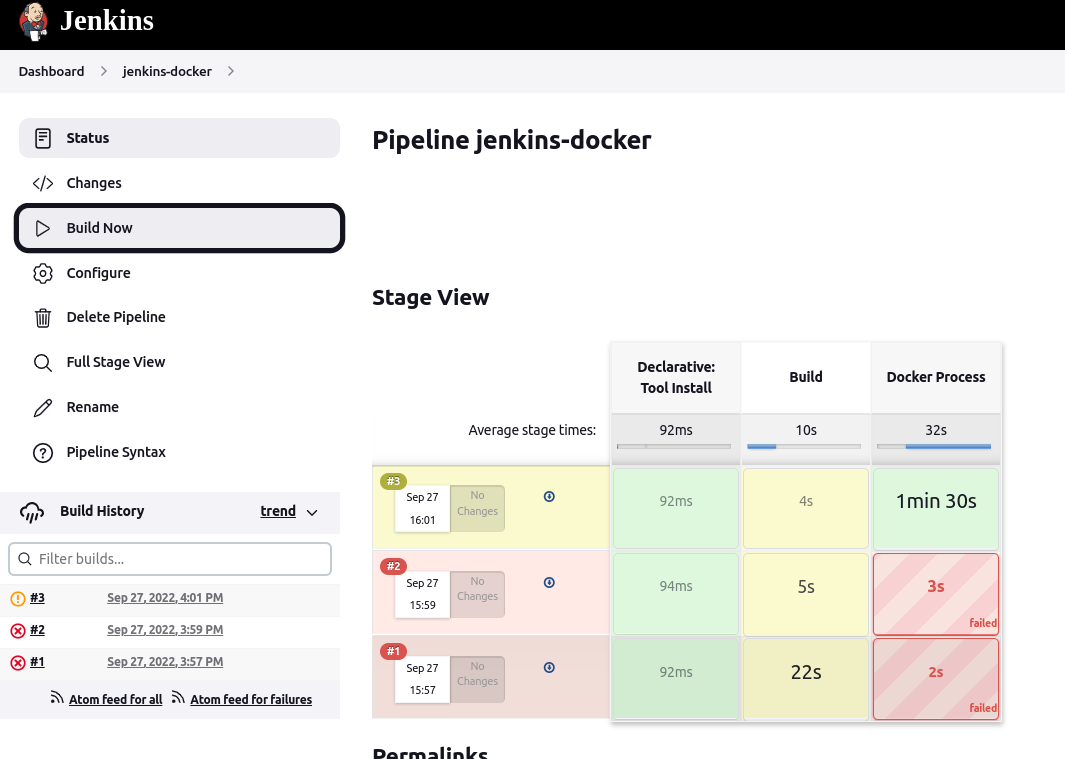 Jenkins
Dashboard
jenkins-docker
Status
Changes
Build Now
Configure
Delete Pipeline
Full Stage View
Rename
Pipeline Syntax
Build History
trend
Filter builds...
#3
Sep 27, 2022, 4:01 PM
#2
Sep 27, 2022, 3:59 PM
#1
Sep 27, 2022, 3:57 PM
Atom feed for all
Atom feed for failures
Pipeline jenkins-docker
Stage View
Declarative:
Tool Install
Build
Docker Process
Average stage times:
92ms
10s
32s
#3
Sep 27
16:01
No
Changes
92ms
4s
1min 30s
#2
Sep 27
15:59
No
Changes
94ms
5s
3s
failed
#1
Sep 27
15:57
No
Changes
92ms
22s
2s
failed
Permalinks